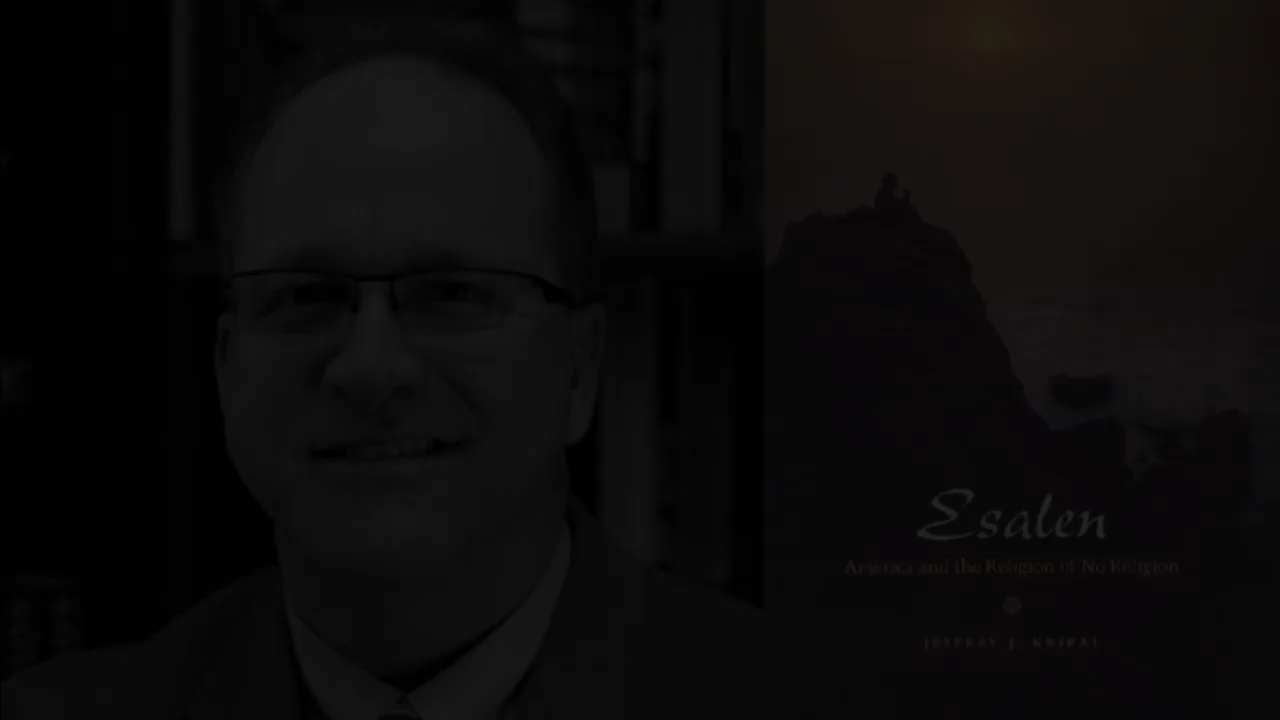 Esalen
America and the Religion of No Religion
JEFFREY J. KRIPAL